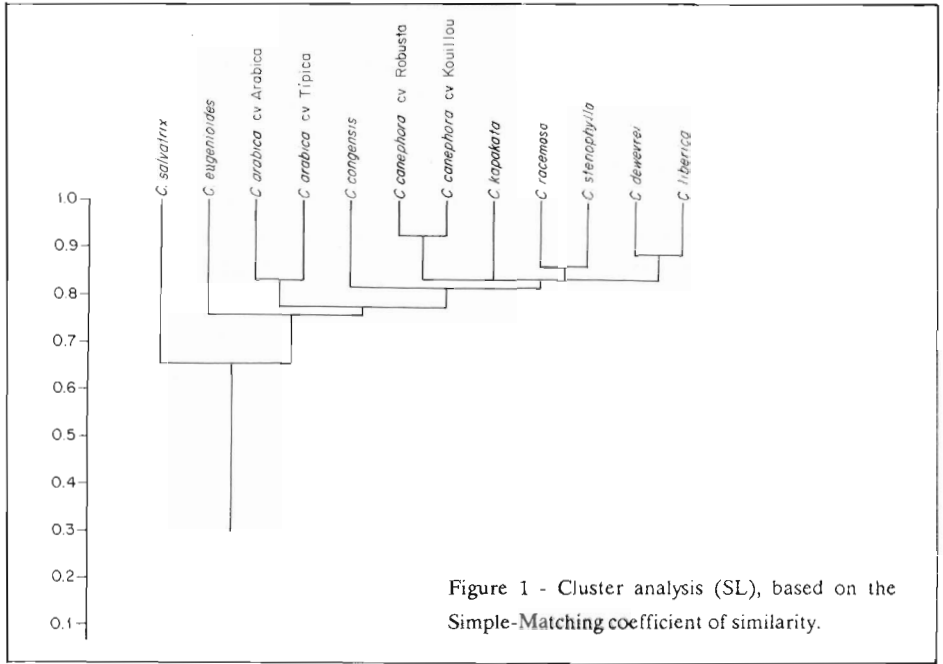 C. salvatrix
C eugenioides
C arabica cv Arabica
C arabica cv Típica
C congensis
C canephora cv Robusta
C canephora cv Kouillou
C kapakata
C racemosa
C stenophylla
C dewevrei
C liberica
1.0
0.9
0.8
0.7
0.6
0.5
0.4
0.3
0.2
0.1
Figure 1 - Cluster analysis (SL), based on the
Simple-Matching coefficient of similarity.